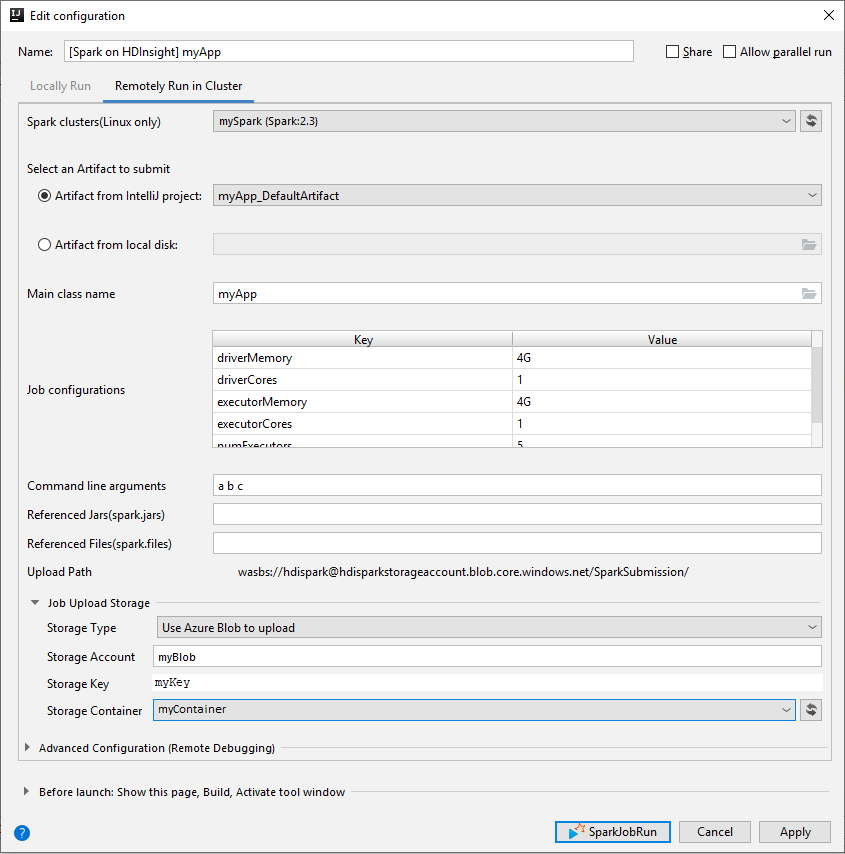 IJ Edit configuration
Name: [Spark on HDInsight] myApp Share Allow parallel run
Locally Run Remotely Run in Cluster
Spark clusters(Linux only) mySpark (Spark:2.3)
Select an Artifact to submit
Artifact from IntelliJ project: myApp_DefaultArtifact
Artifact from local disk:
Main class name myApp
Key Value
driverMemory 4G
driverCores 1
Job configurations
executorMemory 4G
executorCores 1
numExecutors 5
Command line arguments a b c
Referenced Jars(spark.jars)
Referenced Files(spark.files)
Upload Path wasbs://hdispark@hdisparkstorageaccount.blob.core.windows.net/SparkSubmission/
Job Upload Storage
Storage Type Use Azure Blob to upload
Storage Account myBlob
Storage Key myKey
Storage Container myContainer
Advanced Configuration (Remote Debugging)
Before launch: Show this page, Build, Activate tool window
? SparkJobRun Cancel Apply